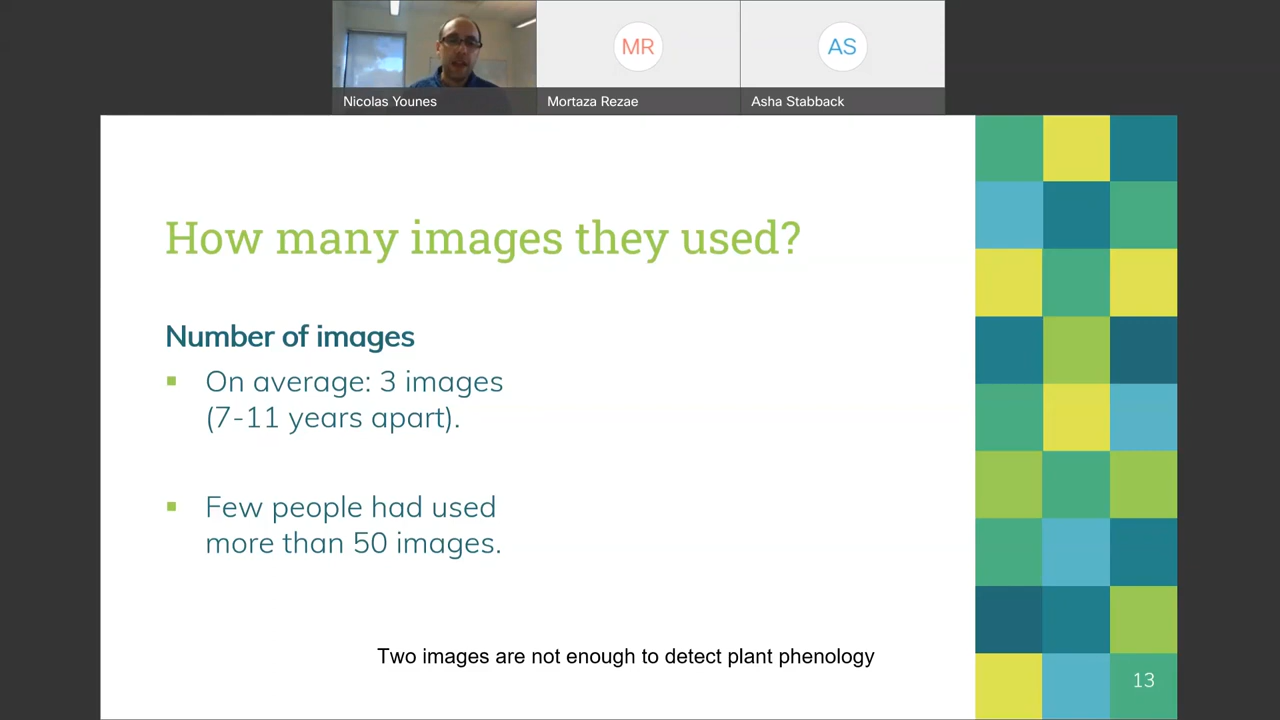 MR
AS
Nicolas Younes
Mortaza Rezae
Asha Stabback
How many images they used?
Number of images
On average: 3 images
(7-11 years apart).
Few people had used
more than 50 images.
Two images are not enough to detect plant phenology
13